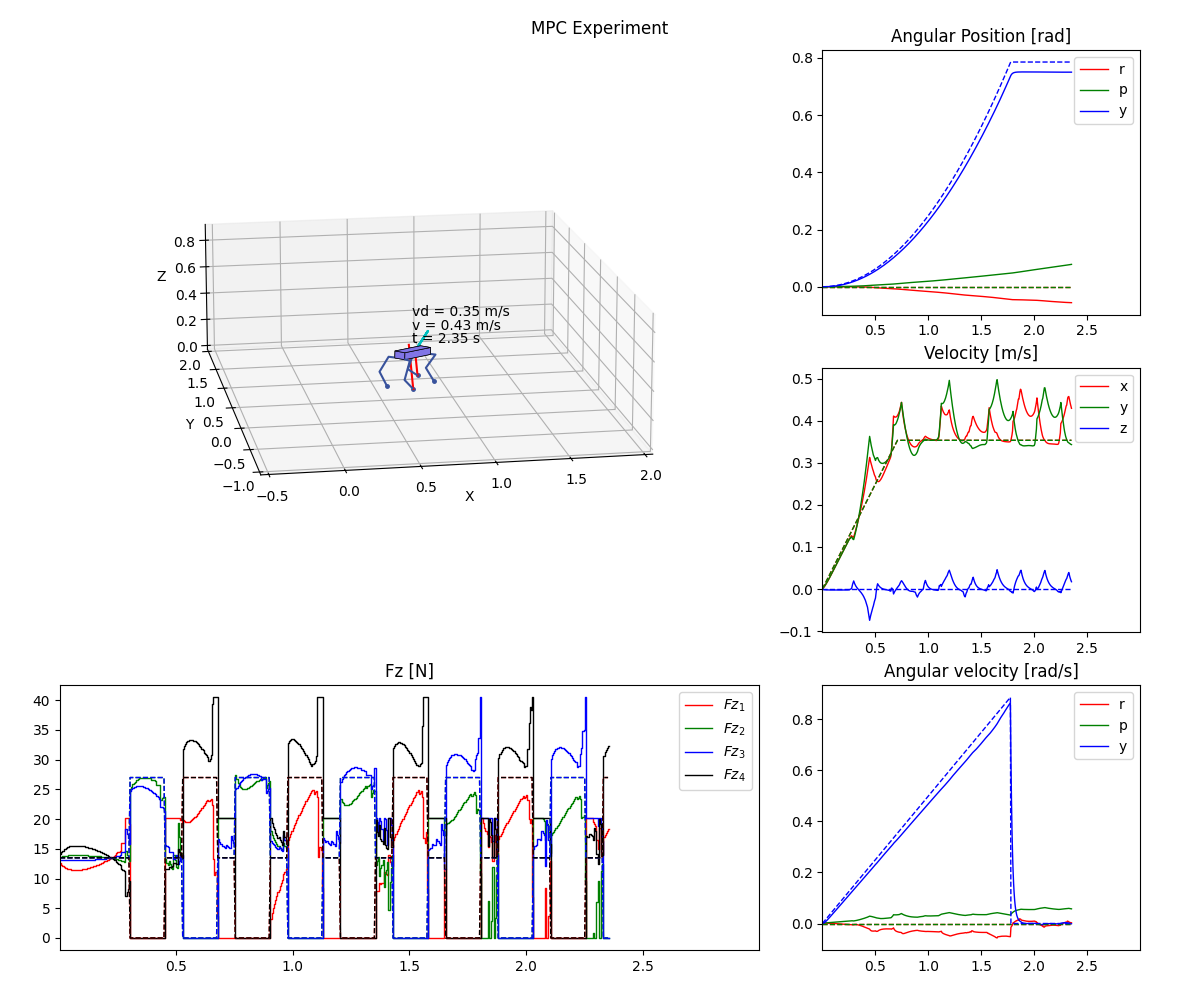 MPC Experiment
vd = 0.35 m/s
v = 0.43 m/s
t = 2.35 s
Z
0.8
0.6
0.4
0.2
0.0
Y
2.0
1.5
1.0
0.5
0.0
−0.5
−1.0
X
−0.5
0.0
0.5
1.0
1.5
2.0
Angular Position [rad]
0.8
0.6
0.4
0.2
0.0
0.5 1.0 1.5 2.0 2.5
r
p
y
Velocity [m/s]
0.5
0.4
0.3
0.2
0.1
0.0
−0.1
0.5 1.0 1.5 2.0 2.5
x
y
z
Fz [N]
40
35
30
25
20
15
10
5
0
0.5 1.0 1.5 2.0 2.5
Fz₁
Fz₂
Fz₃
Fz₄
Angular velocity [rad/s]
0.8
0.6
0.4
0.2
0.0
0.5 1.0 1.5 2.0 2.5
r
p
y